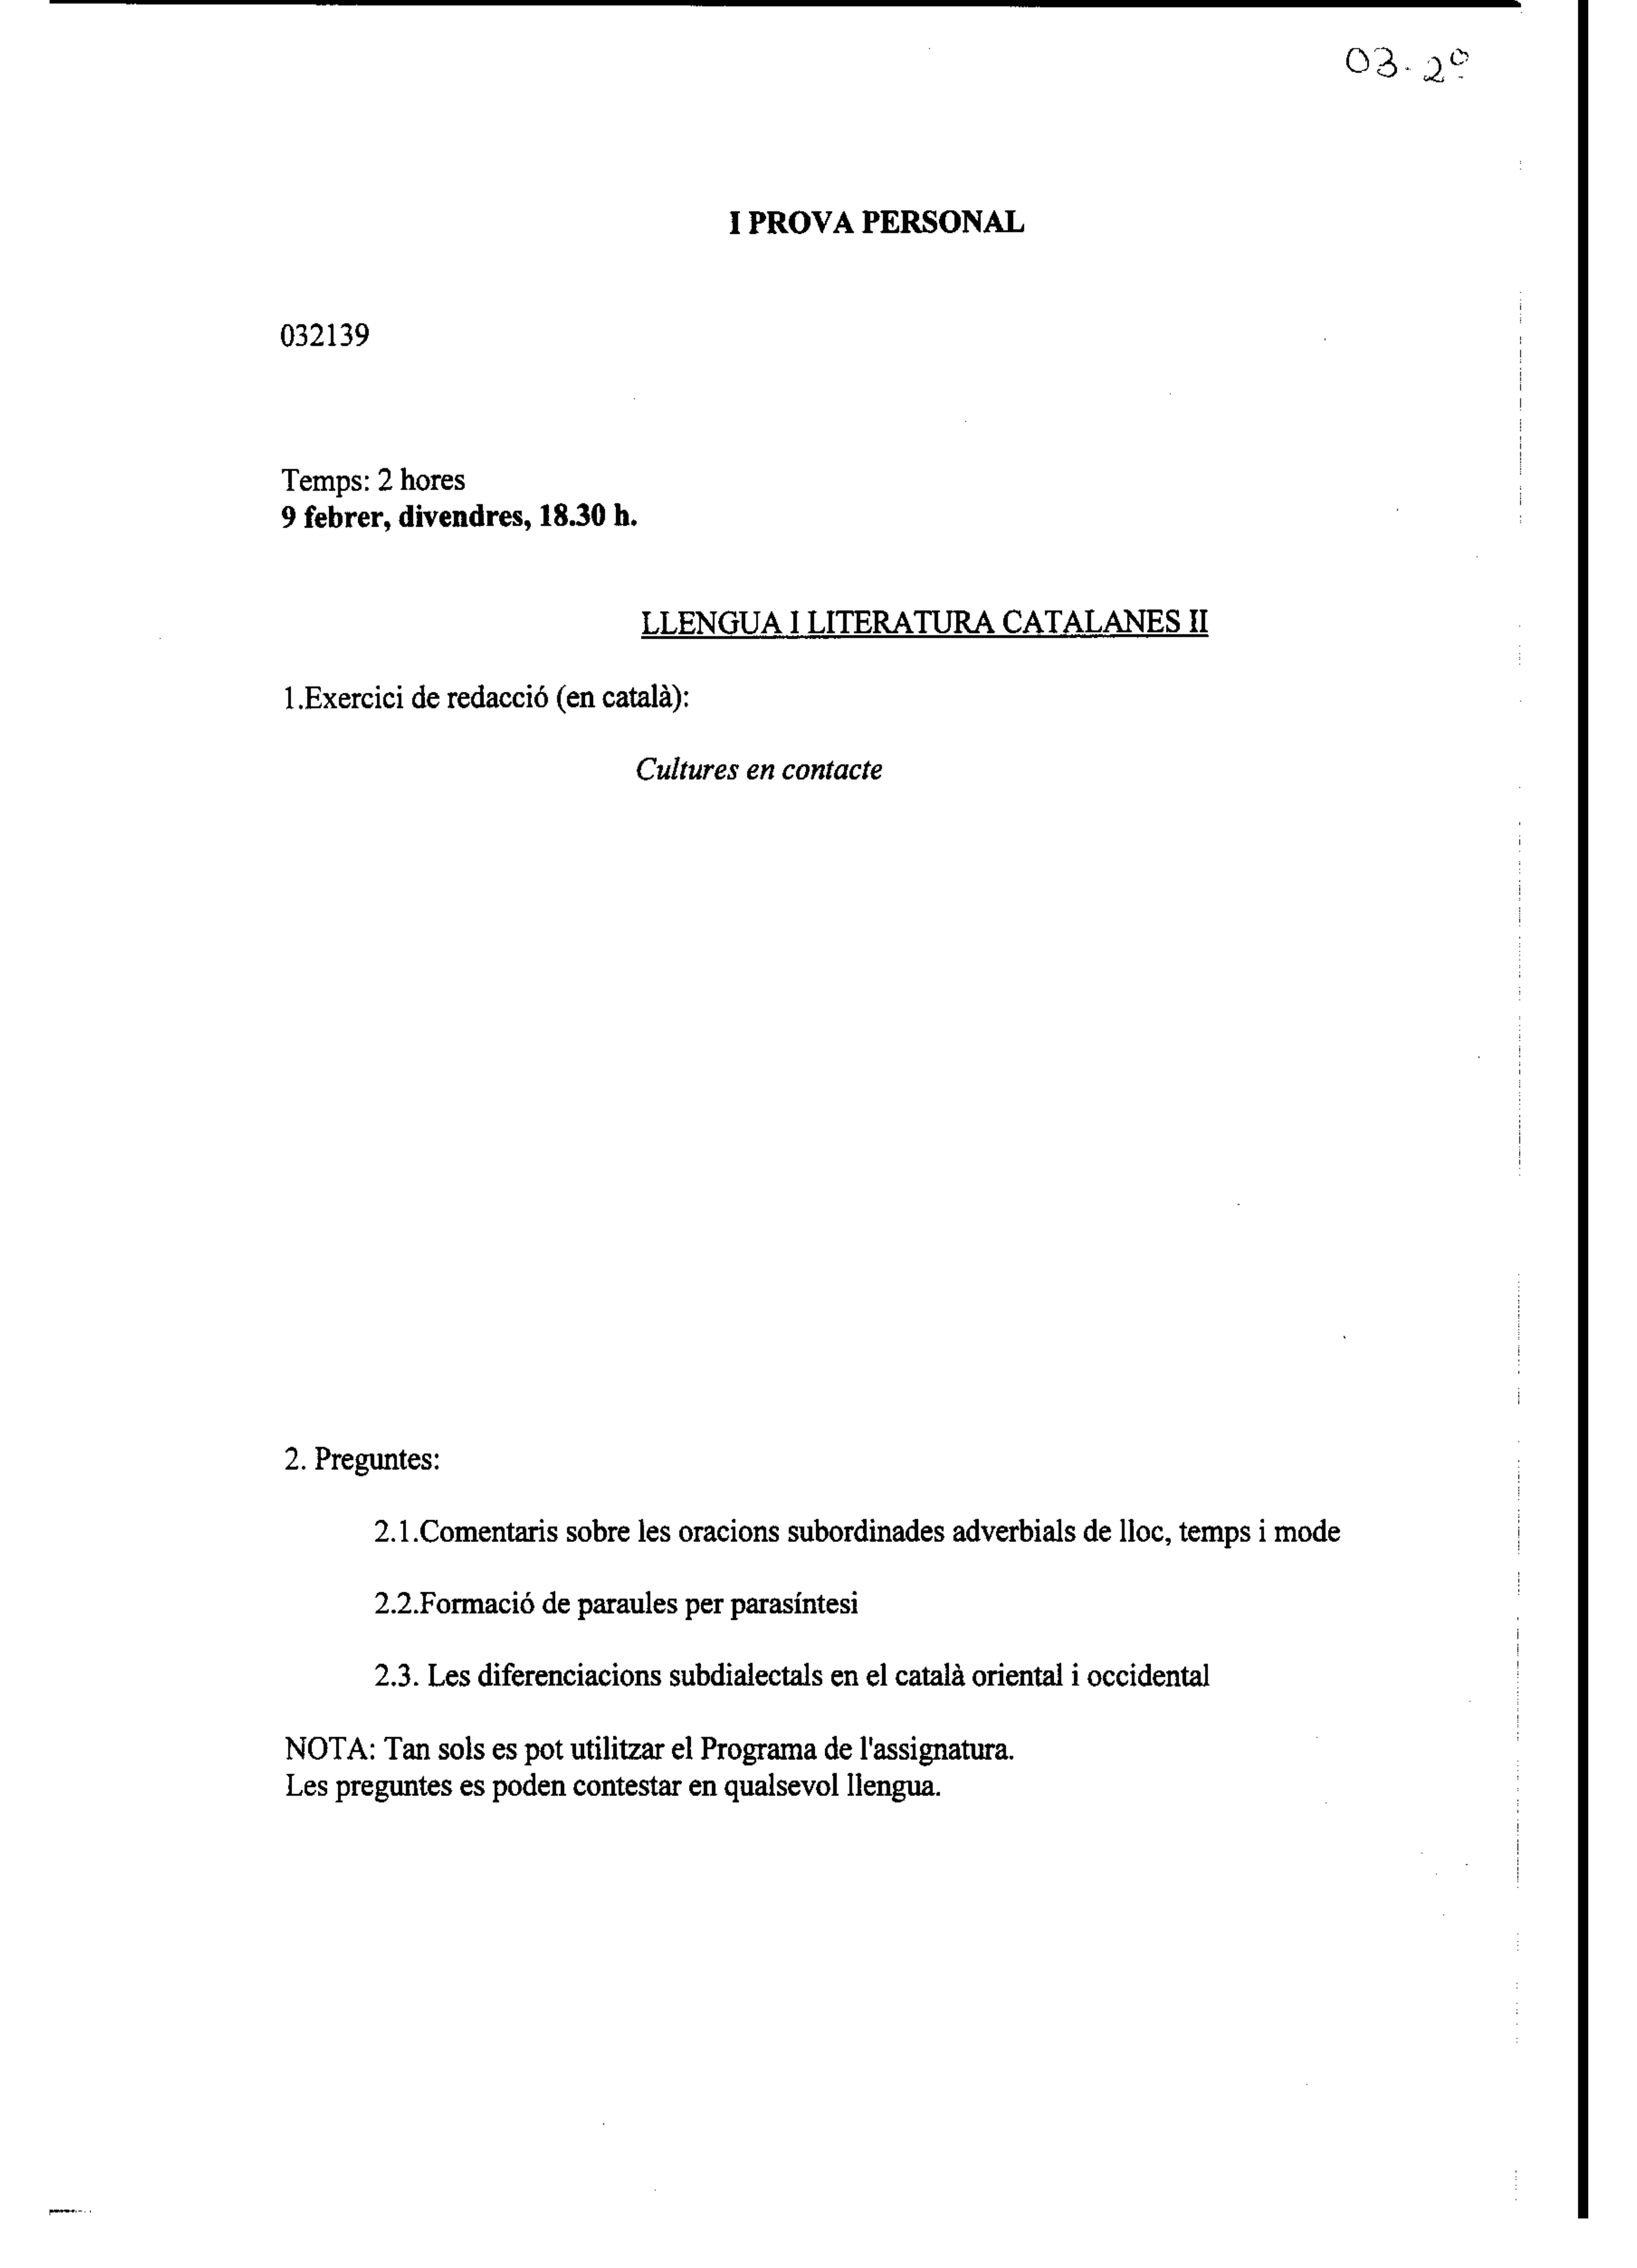 03-2º
I PROVA PERSONAL
032139
Temps: 2 hores
9 febrer, divendres, 18.30 h.
LLENGUA I LITERATURA CATALANES II
1.Exercici de redacció (en català):
Cultures en contacte
2. Preguntes:
2.1.Comentaris sobre les oracions subordinades adverbials de lloc, temps i mode
2.2.Formació de paraules per parasíntesi
2.3. Les diferenciacions subdialectals en el català oriental i occidental
NOTA: Tan sols es pot utilitzar el Programa de l'assignatura.
Les preguntes es poden contestar en qualsevol llengua.